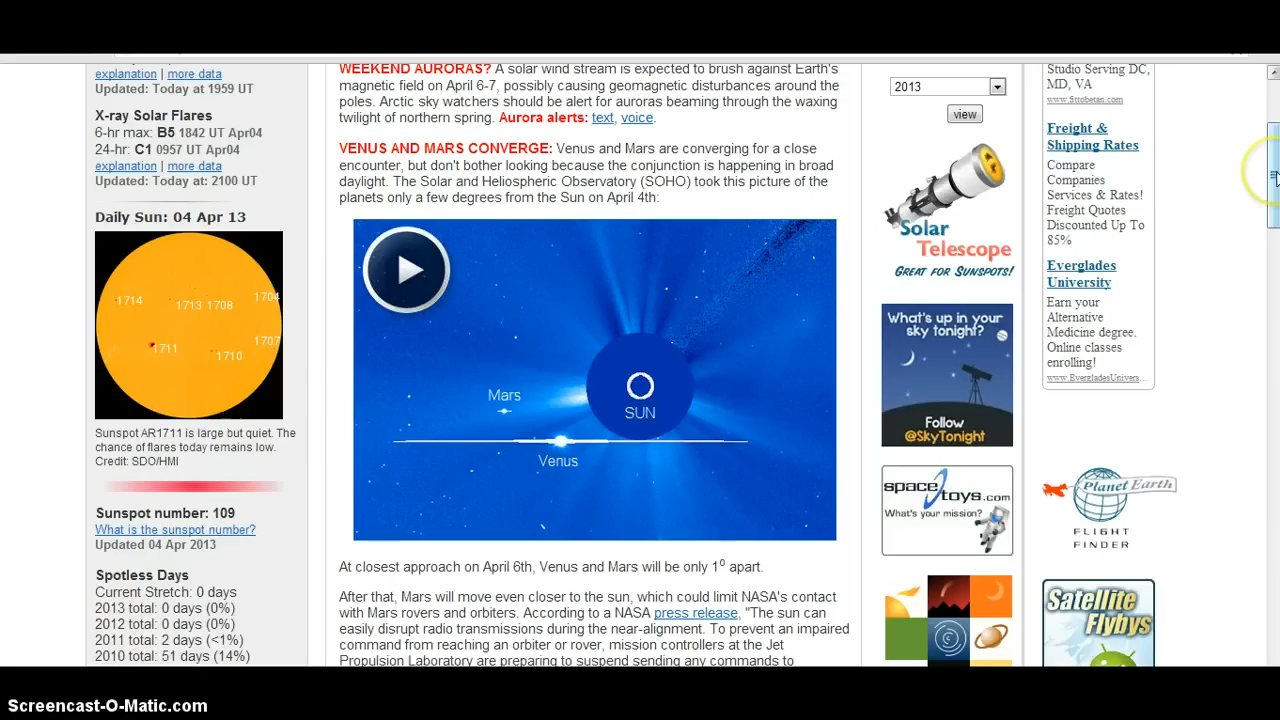 explanation | more data
Updated: Today at 1959 UT
X-ray Solar Flares
6-hr max: B5 1842 UT Apr04
24-hr: C1 0957 UT Apr04
explanation | more data
Updated: Today at: 2100 UT
Daily Sun: 04 Apr 13
1714
1713 1708
1704
1707
1711
1710
Sunspot AR1711 is large but quiet. The
chance of flares today remains low.
Credit: SDO/HMI
Sunspot number: 109
What is the sunspot number?
Updated 04 Apr 2013
Spotless Days
Current Stretch: 0 days
2013 total: 0 days (0%)
2012 total: 0 days (0%)
2011 total: 2 days (<1%)
2010 total: 51 days (14%)
WEEKEND AURORAS? A solar wind stream is expected to brush against Earth's
magnetic field on April 6-7, possibly causing geomagnetic disturbances around the
poles. Arctic sky watchers should be alert for auroras beaming through the waxing
twilight of northern spring. Aurora alerts: text, voice.
VENUS AND MARS CONVERGE: Venus and Mars are converging for a close
encounter, but don't bother looking because the conjunction is happening in broad
daylight. The Solar and Heliospheric Observatory (SOHO) took this picture of the
planets only a few degrees from the Sun on April 4th:
Mars
SUN
Venus
At closest approach on April 6th, Venus and Mars will be only 1o apart.
After that, Mars will move even closer to the sun, which could limit NASA's contact
with Mars rovers and orbiters. According to a NASA press release, "The sun can
easily disrupt radio transmissions during the near-alignment. To prevent an impaired
command from reaching an orbiter or rover, mission controllers at the Jet
Propulsion Laboratory are preparing to suspend sending any commands to
2013
view
Solar
Telescope
GREAT FOR SUNSPOTS!
What's up in your
sky tonight?
Follow
@SkyTonight
spacetoys.com
What's your mission?
Studio Serving DC,
MD, VA
www.fittobetan.com
Freight &
Shipping Rates
Compare
Companies
Services & Rates!
Freight Quotes
Discounted Up To
85%
Everglades
University
Earn your
Alternative
Medicine degree.
Online classes
enrolling!
www.EvergladesUnivers...
Planet Earth
FLIGHT
FINDER
Satellite
Flybys
Screencast-O-Matic.com